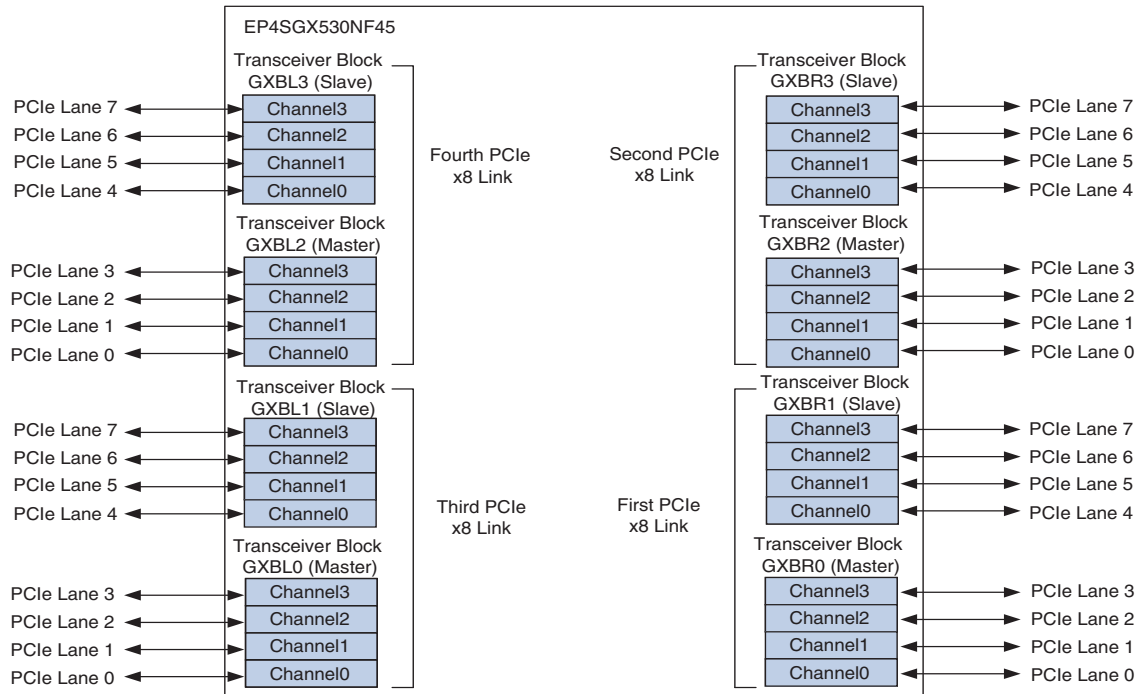 EP4SGX530NF45
Transceiver Block
GXBL3 (Slave)
PCIe Lane 7
Channel3
PCIe Lane 6
Channel2
PCIe Lane 5
Channel1
PCIe Lane 4
Channel0
Transceiver Block
GXBL2 (Master)
PCIe Lane 3
Channel3
PCIe Lane 2
Channel2
PCIe Lane 1
Channel1
PCIe Lane 0
Channel0
Fourth PCIe
x8 Link
Transceiver Block
GXBL1 (Slave)
PCIe Lane 7
Channel3
PCIe Lane 6
Channel2
PCIe Lane 5
Channel1
PCIe Lane 4
Channel0
Transceiver Block
GXBL0 (Master)
PCIe Lane 3
Channel3
PCIe Lane 2
Channel2
PCIe Lane 1
Channel1
PCIe Lane 0
Channel0
Third PCIe
x8 Link
Transceiver Block
GXBR3 (Slave)
Channel3
PCIe Lane 7
Channel2
PCIe Lane 6
Channel1
PCIe Lane 5
Channel0
PCIe Lane 4
Second PCIe
x8 Link
Transceiver Block
GXBR2 (Master)
Channel3
PCIe Lane 3
Channel2
PCIe Lane 2
Channel1
PCIe Lane 1
Channel0
PCIe Lane 0
Transceiver Block
GXBR1 (Slave)
Channel3
PCIe Lane 7
Channel2
PCIe Lane 6
Channel1
PCIe Lane 5
Channel0
PCIe Lane 4
First PCIe
x8 Link
Transceiver Block
GXBR0 (Master)
Channel3
PCIe Lane 3
Channel2
PCIe Lane 2
Channel1
PCIe Lane 1
Channel0
PCIe Lane 0